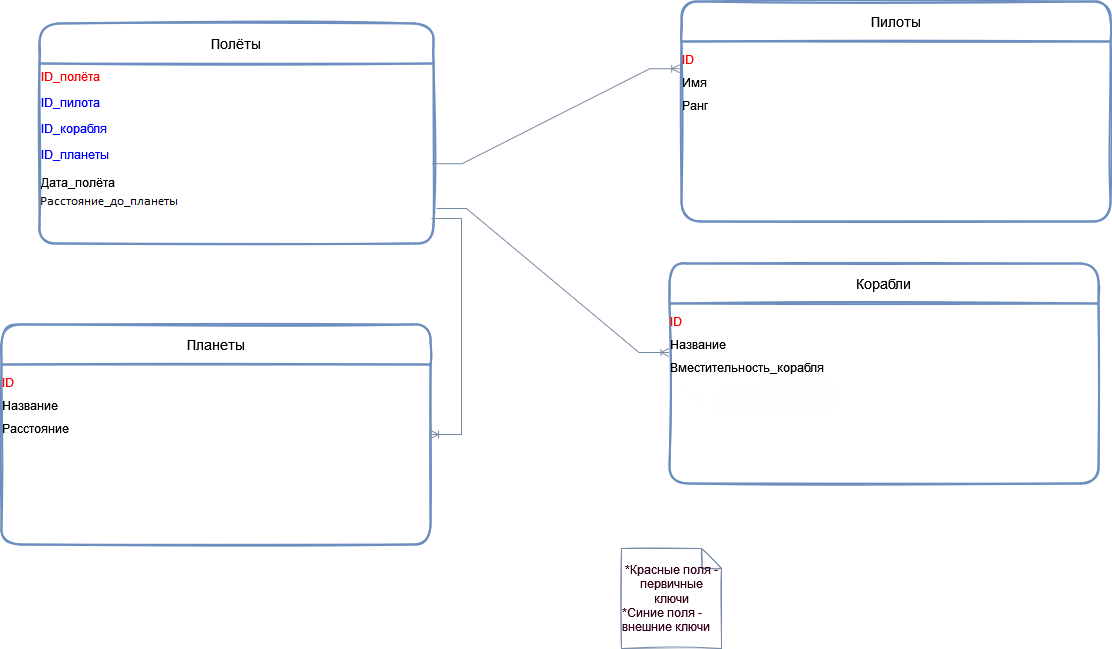 Полёты
ID_полёта
ID_пилота
ID_корабля
ID_планеты
Дата_полёта
Расстояние_до_планеты
Пилоты
ID
Имя
Ранг
Корабли
ID
Название
Вместительность_корабля
Планеты
ID
Название
Расстояние
*Красные поля -
первичные
ключи
*Синие поля -
внешние ключи